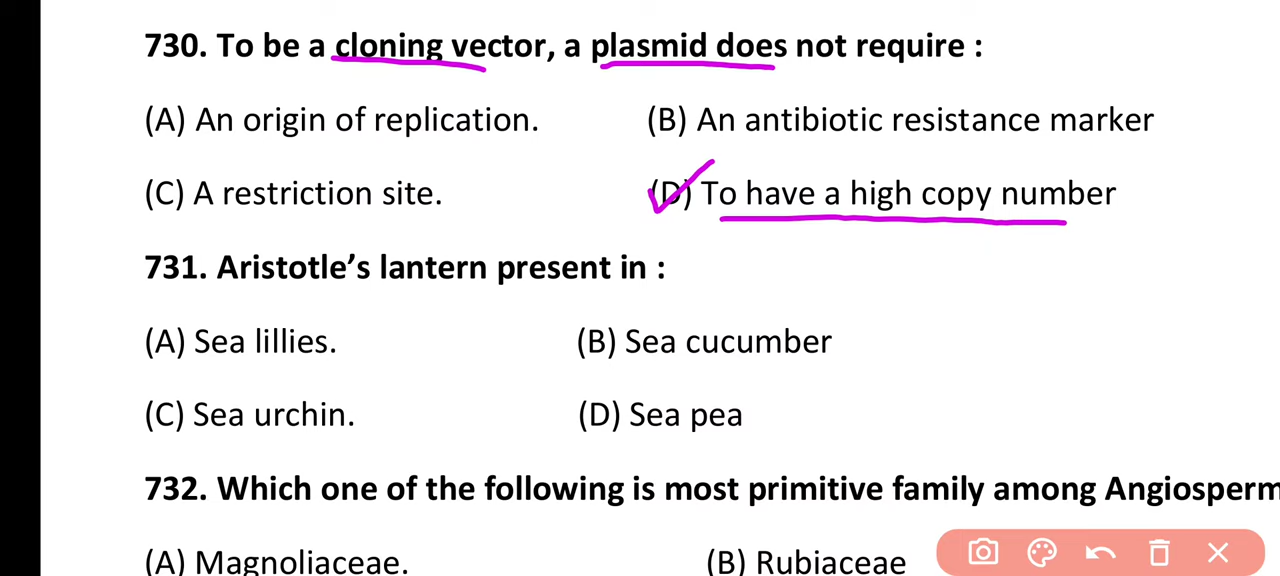 730. To be a cloning vector, a plasmid does not require :
(A) An origin of replication. (B) An antibiotic resistance marker
(C) A restriction site. (D) To have a high copy number
731. Aristotle’s lantern present in :
(A) Sea lillies. (B) Sea cucumber
(C) Sea urchin. (D) Sea pea
732. Which one of the following is most primitive family among Angiosperm
(A) Magnoliaceae. (B) Rubiaceae